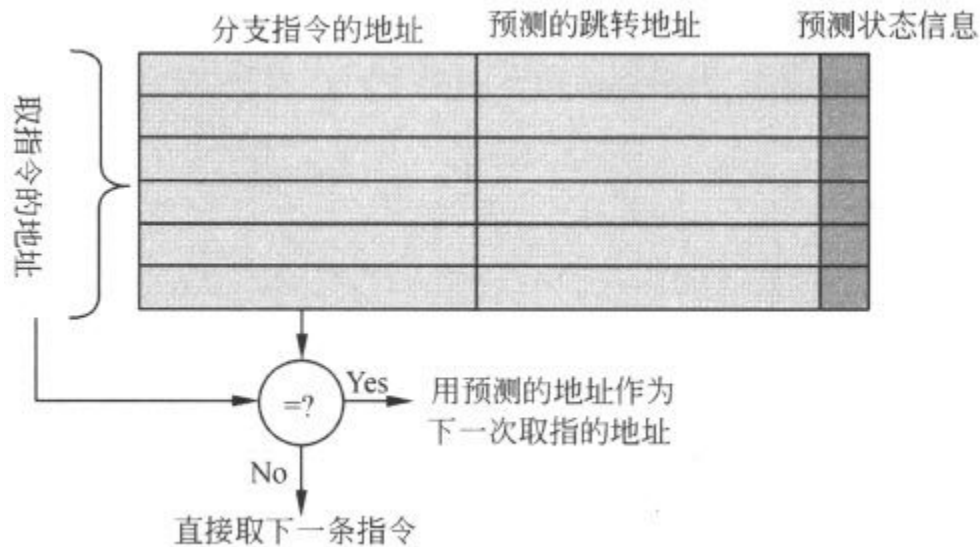 分支指令的地址
预测的跳转地址
预测状态信息
取指令的地址
=?
Yes
用预测的地址作为
下一次取指的地址
No
直接取下一条指令